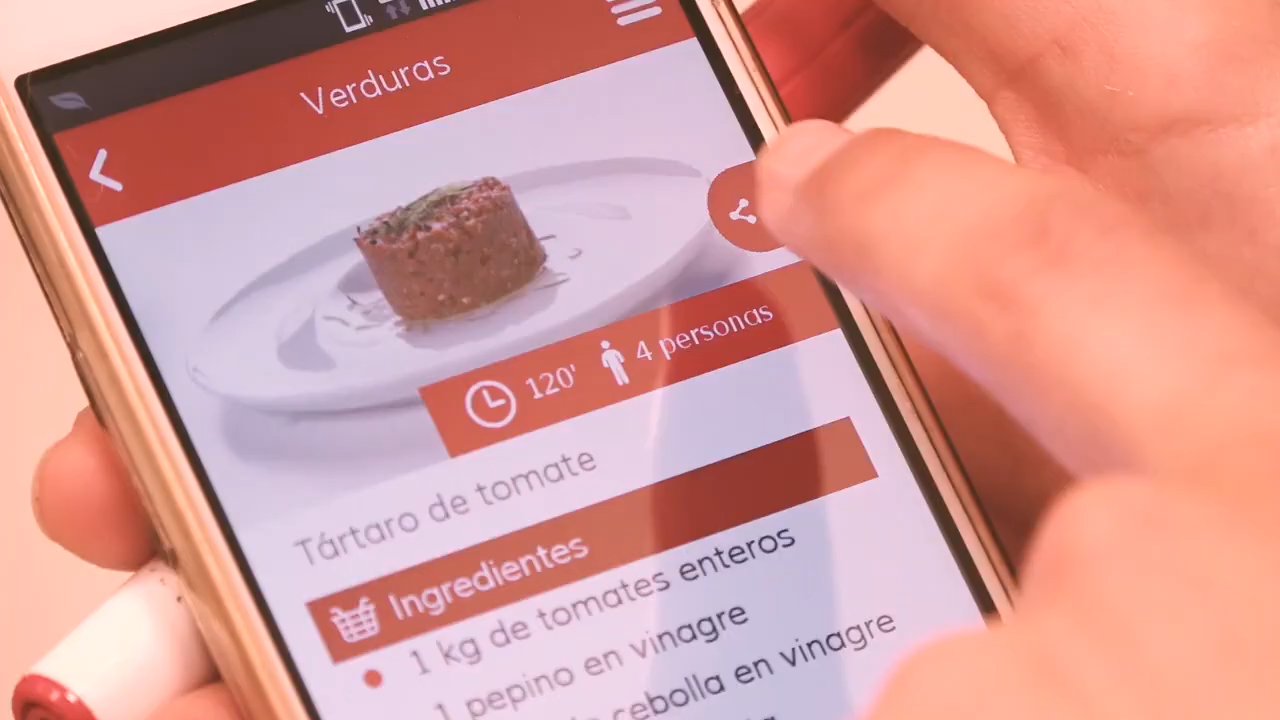 Verduras
120' 4 personas
Tártaro de tomate
Ingredientes
1 kg de tomates enteros
1 pepino en vinagre
cebolla en vinagre